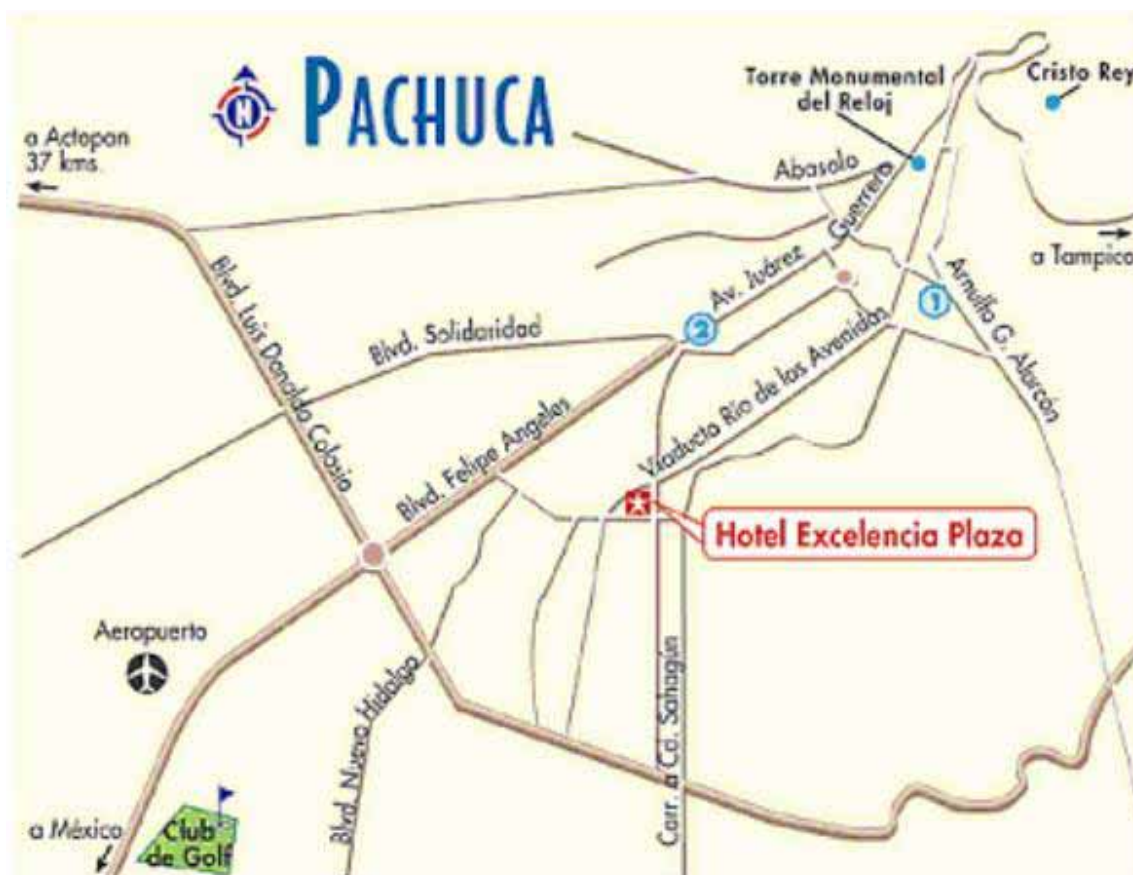 PACHUCA
N
a Actopan
37 kms.
Torre Monumental
del Reloj
Cristo Rey
Abasolo
Guerrero
a Tampico
Av. Juárez
1
2
Blvd. Luis Donaldo Colosio
Blvd. Solidaridad
Arnulfo G. Alarcón
Viaducto Río de las Avenidas
Blvd. Felipe Angeles
Hotel Excelencia Plaza
Aeropuerto
Blvd. Nuevo Hidalgo
Carr. a Cd. Sahagún
a México
Club
de Golf